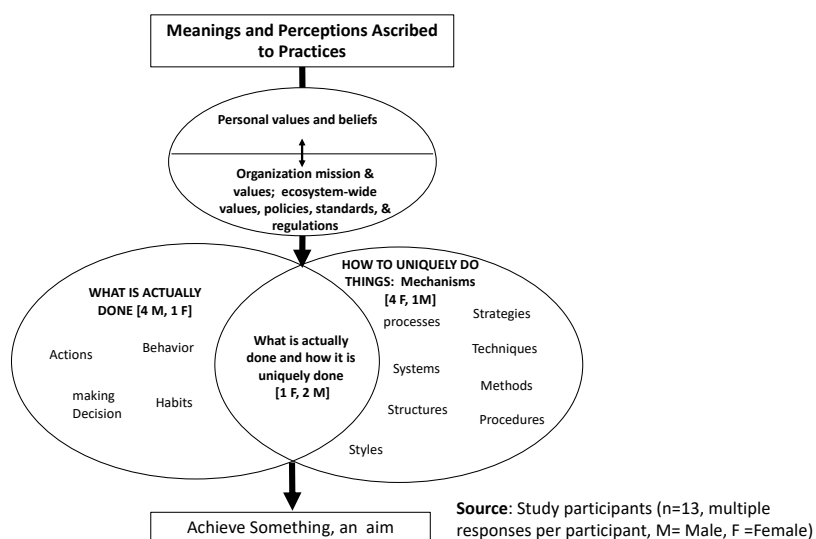 Meanings and Perceptions Ascribed
to Practices
Personal values and beliefs
Organization mission &
values;  ecosystem-wide
values, policies, standards, &
regulations
WHAT IS ACTUALLY
DONE [4 M, 1 F]
Actions
Behavior
making
Decision
Habits
What is actually
done and how it is
uniquely done
[1 F, 2 M]
HOW TO UNIQUELY DO
THINGS:  Mechanisms
[4 F, 1M]
processes
Strategies
Techniques
Systems
Methods
Structures
Procedures
Styles
Achieve Something, an  aim
Source: Study participants (n=13, multiple
responses per participant, M= Male, F =Female)